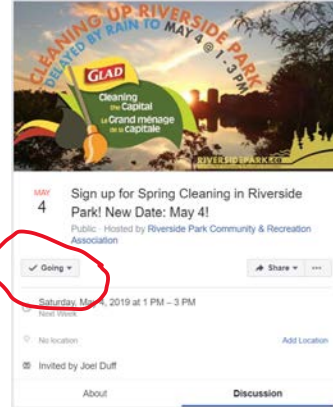 CLEANING UP RIVERSIDE PARK
DELAYED BY RAIN TO MAY 4 @ 1 - 3 PM
GLAD
Cleaning
the Capital
Le Grand ménage
de la capitale
RIVERSIDEPARK.CO
MAY
4
Sign up for Spring Cleaning in Riverside
Park! New Date: May 4!
Public · Hosted by Riverside Park Community & Recreation
Association
✓ Going ▾
Share ▾
···
Saturday, May 4, 2019 at 1 PM – 3 PM
Next Week
No location
Add Location
Invited by Joel Duff
About
Discussion